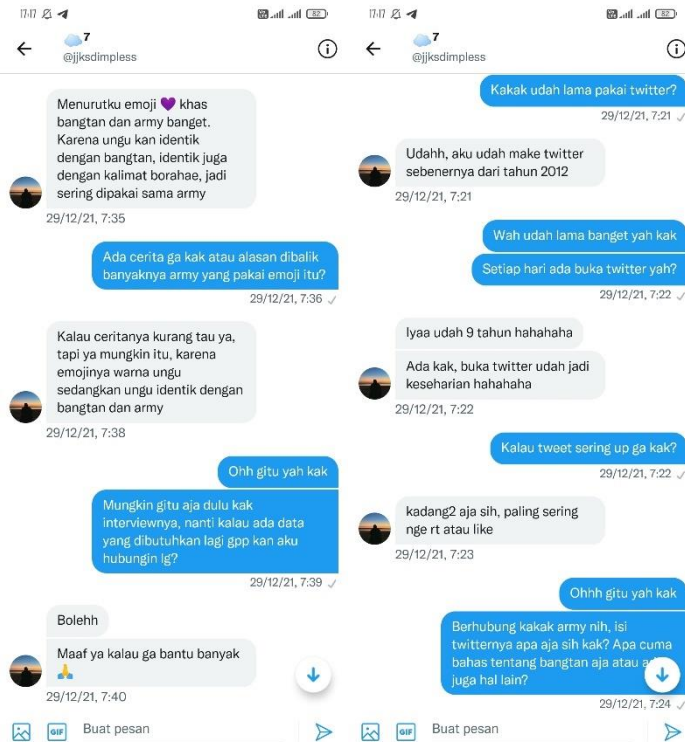 17.17
82
7
@jjksdimpless
Menurutku emoji 💜 khas
bangtan dan army banget.
Karena ungu kan identik
dengan bangtan, identik juga
dengan kalimat borahae, jadi
sering dipakai sama army
29/12/21, 7:35
Ada cerita ga kak atau alasan dibalik
banyaknya army yang pakai emoji itu?
29/12/21, 7:36
Kalau ceritanya kurang tau ya,
tapi ya mungkin itu, karena
emojinya warna ungu
sedangkan ungu identik dengan
bangtan dan army
29/12/21, 7:38
Ohh gitu yah kak
Mungkin gitu aja dulu kak
interviewnya, nanti kalau ada data
yang dibutuhkan lagi gpp kan aku
hubungin lg?
29/12/21, 7:39
Bolehh
Maaf ya kalau ga bantu banyak
🙏
29/12/21, 7:40
GIF
Buat pesan
17.17
82
7
@jjksdimpless
Kakak udah lama pakai twitter?
29/12/21, 7:21
Udahh, aku udah make twitter
sebenernya dari tahun 2012
29/12/21, 7:21
Wah udah lama banget yah kak
Setiap hari ada buka twitter yah?
29/12/21, 7:22
Iyaa udah 9 tahun hahahaha
Ada kak, buka twitter udah jadi
keseharian hahahaha
29/12/21, 7:22
Kalau tweet sering up ga kak?
29/12/21, 7:22
kadang2 aja sih, paling sering
nge rt atau like
29/12/21, 7:23
Ohhh gitu yah kak
Berhubung kakak army nih, isi
twitternya apa aja sih kak? Apa cuma
bahas tentang bangtan aja atau
juga hal lain?
29/12/21, 7:24
GIF
Buat pesan